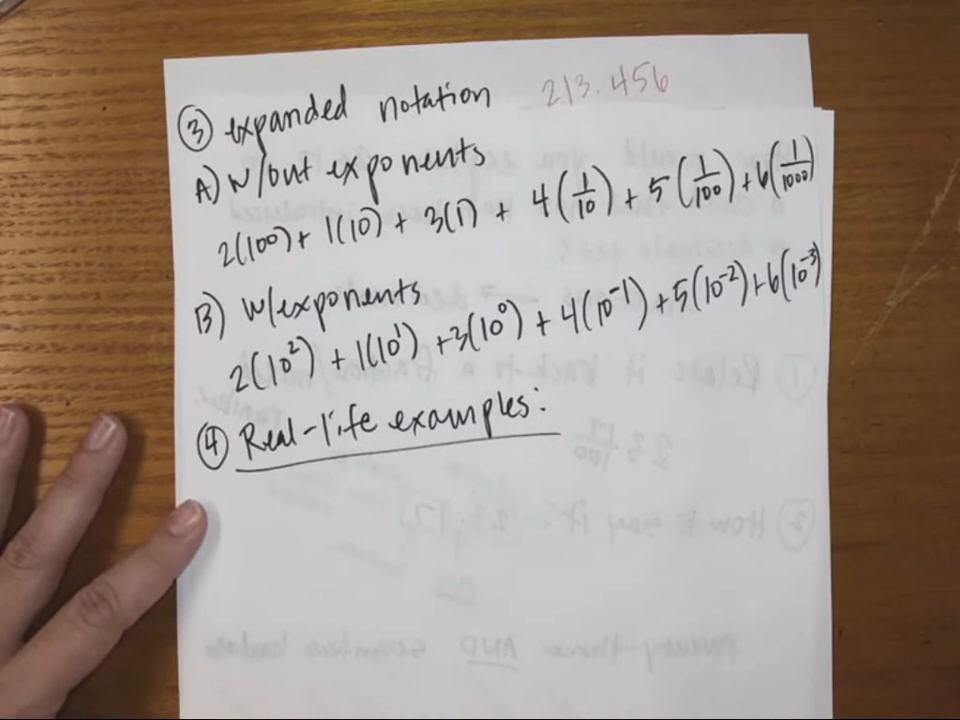 ③ expanded notation 213.456
A) w/out exponents
2(100) + 1(10) + 3(1) + 4(1/10) + 5(1/100) + 6(1/1000)
B) w/exponents
2(10²) + 1(10¹) + 3(10⁰) + 4(10⁻¹) + 5(10⁻²) + 6(10⁻³)
④ Real-life examples: